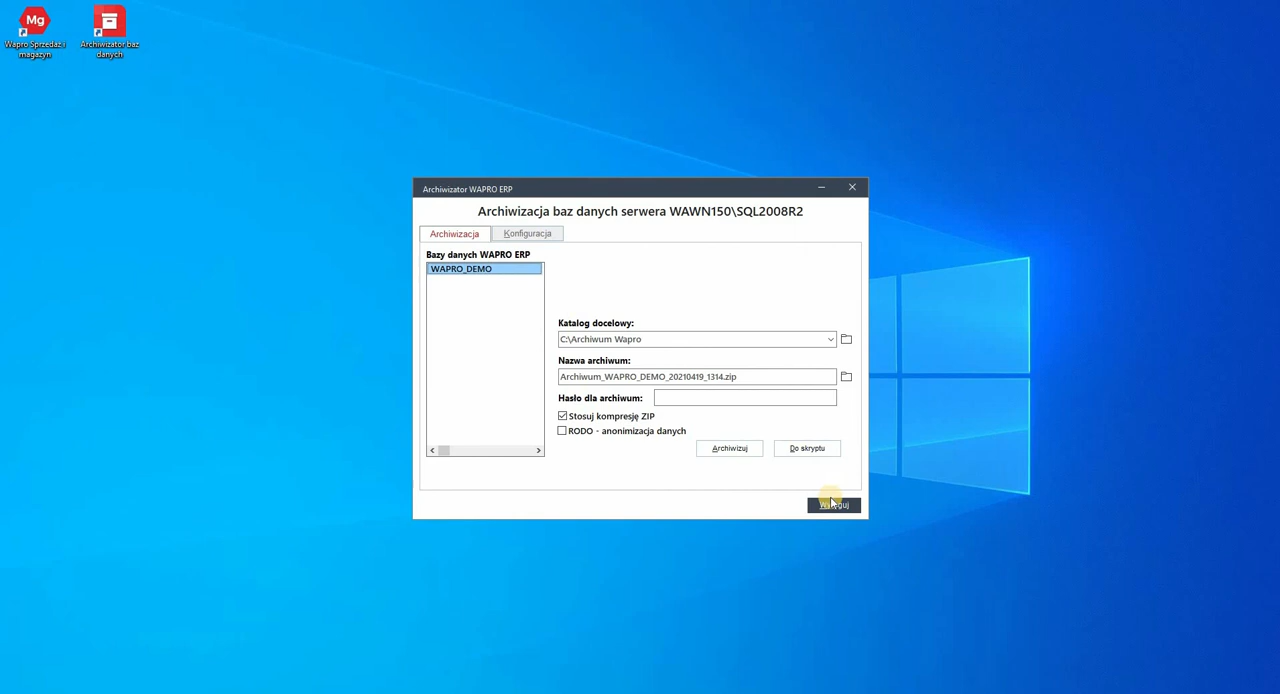 Mg
Wapro Sprzedaż i
magazyn
Archiwizator baz
danych
Archiwizator WAPRO ERP
Archiwizacja baz danych serwera WAWN150\SQL2008R2
Archiwizacja
Konfiguracja
Bazy danych WAPRO ERP
WAPRO_DEMO
Katalog docelowy:
C:\Archiwum Wapro
Nazwa archiwum:
Archiwum_WAPRO_DEMO_20210419_1314.zip
Hasło dla archiwum:
Stosuj kompresję ZIP
RODO - anonimizacja danych
Archiwizuj
Do skryptu